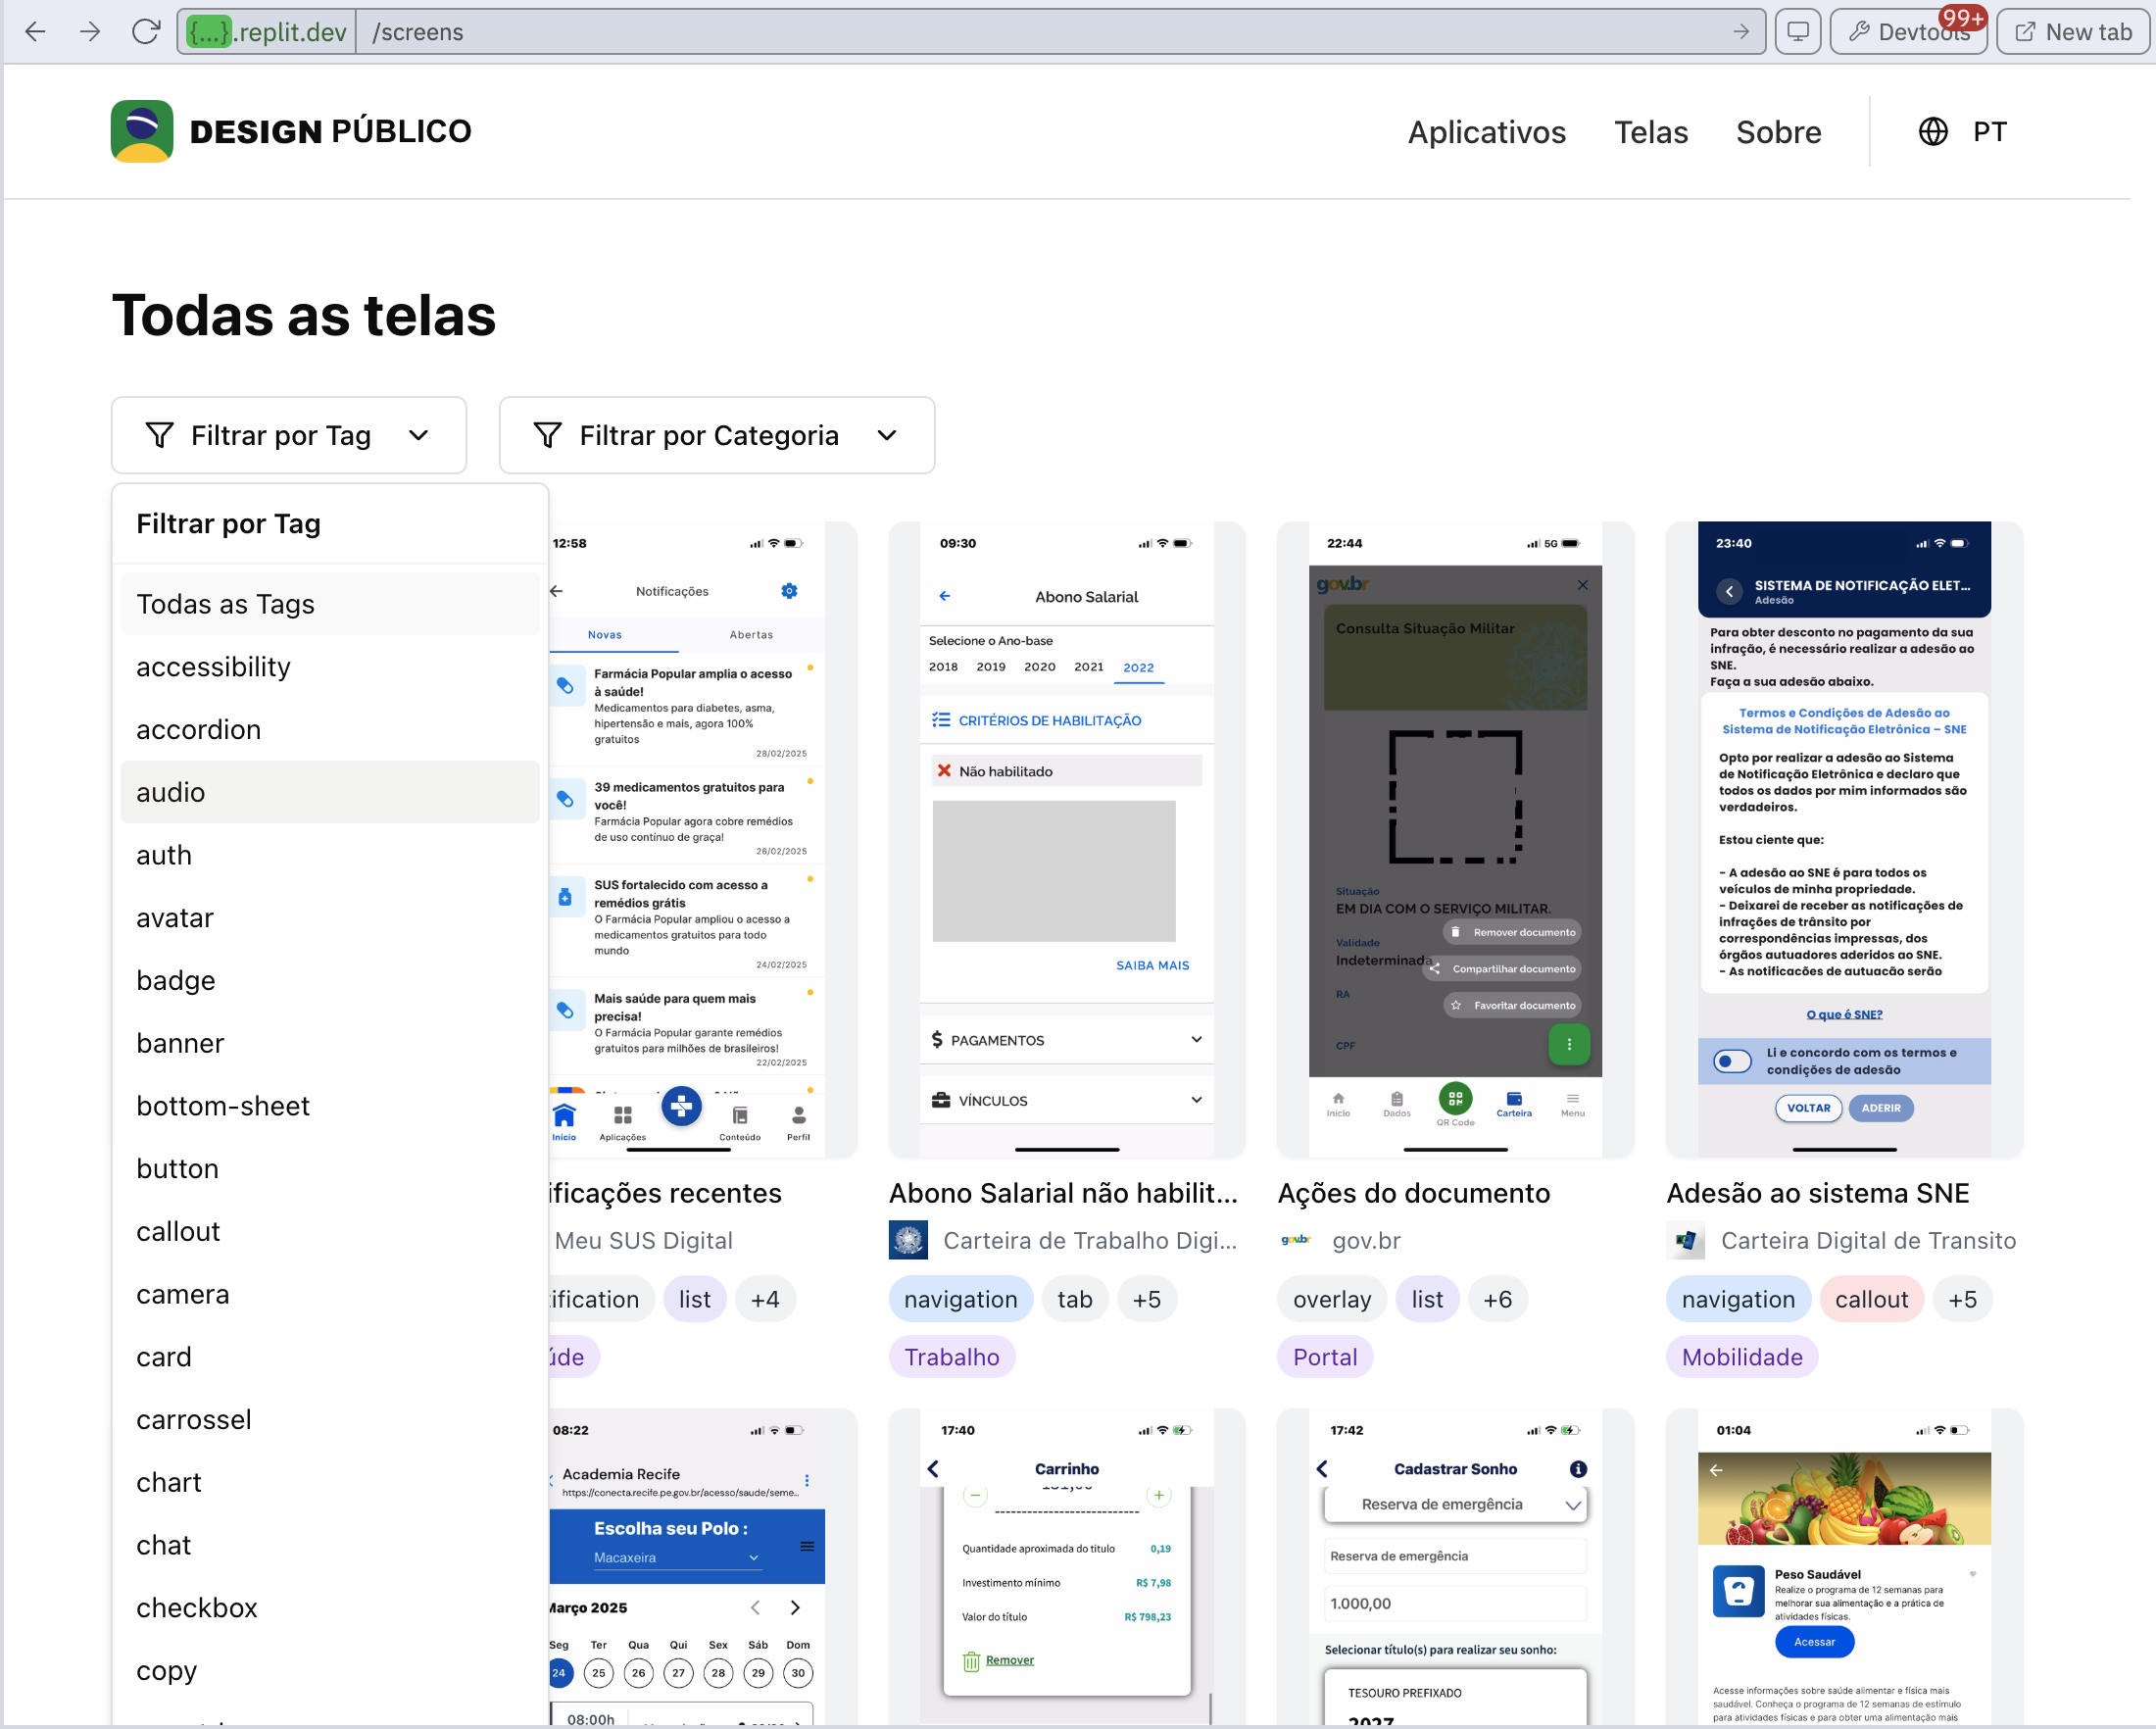 {...}.replit.dev /screens
99+
Devtools
New tab
DESIGN PÚBLICO
Aplicativos Telas Sobre PT
Todas as telas
Filtrar por Tag
Filtrar por Categoria
Filtrar por Tag
Todas as Tags
accessibility
accordion
audio
auth
avatar
badge
banner
bottom-sheet
button
callout
camera
card
carrossel
chart
chat
checkbox
copy
12:58
Notificações
Novas Abertas
Farmácia Popular amplia o acesso
à saúde!
Medicamentos para diabetes, asma,
hipertensão e mais, agora 100%
gratuitos
28/02/2025
39 medicamentos gratuitos para
você!
Farmácia Popular agora cobre remédios
de uso contínuo de graça!
26/02/2025
SUS fortalecido com acesso a
remédios grátis
O Farmácia Popular ampliou o acesso a
medicamentos gratuitos para todo
mundo
24/02/2025
Mais saúde para quem mais
precisa!
O Farmácia Popular garante remédios
gratuitos para milhões de brasileiros!
22/02/2025
Início Aplicações Conteúdo Perfil
ificações recentes
Meu SUS Digital
ification list +4
úde
09:30
Abono Salarial
Selecione o Ano-base
2018 2019 2020 2021 2022
CRITÉRIOS DE HABILITAÇÃO
Não habilitado
SAIBA MAIS
PAGAMENTOS
VÍNCULOS
Abono Salarial não habilit...
Carteira de Trabalho Digi...
navigation tab +5
Trabalho
22:44
5G
gov.br
Consulta Situação Militar
Situação
EM DIA COM O SERVIÇO MILITAR.
Remover documento
Validade
Indeterminada
Compartilhar documento
RA
Favoritar documento
CPF
Inicio Dados QR Code Carteira Menu
Ações do documento
gov.br gov.br
overlay list +6
Portal
23:40
SISTEMA DE NOTIFICAÇÃO ELET...
Adesão
Para obter desconto no pagamento da sua
infração, é necessário realizar a adesão ao
SNE.
Faça a sua adesão abaixo.
Termos e Condições de Adesão ao
Sistema de Notificação Eletrônica – SNE
Opto por realizar a adesão ao Sistema
de Notificação Eletrônica e declaro que
todos os dados por mim informados são
verdadeiros.
Estou ciente que:
- A adesão ao SNE é para todos os
veículos de minha propriedade.
- Deixarei de receber as notificações de
infrações de trânsito por
correspondências impressas, dos
órgãos autuadores aderidos ao SNE.
- As notificações de autuação serão
O que é SNE?
Li e concordo com os termos e
condições de adesão
VOLTAR ADERIR
Adesão ao sistema SNE
Carteira Digital de Transito
navigation callout +5
Mobilidade
08:22
Academia Recife
https://conecta.recife.pe.gov.br/acesso/saude/seme...
Escolha seu Polo :
Macaxeira
Março 2025
Seg Ter Qua Qui Sex Sáb Dom
24 25 26 27 28 29 30
08:00h
17:40
Carrinho
Quantidade aproximada do título 0,19
Investimento mínimo R$ 7,98
Valor do título R$ 798,23
Remover
17:42
Cadastrar Sonho
Reserva de emergência
Reserva de emergência
1.000,00
Selecionar título(s) para realizar seu sonho:
TESOURO PREFIXADO
2027
01:04
Peso Saudável
Realize o programa de 12 semanas para
melhorar sua alimentação e a prática de
atividades físicas.
Acessar
Acesse informações sobre saúde alimentar e física mais
saudável. Conheça o programa de 12 semanas de estímulo
para atividades físicas e para obter uma alimentação mais